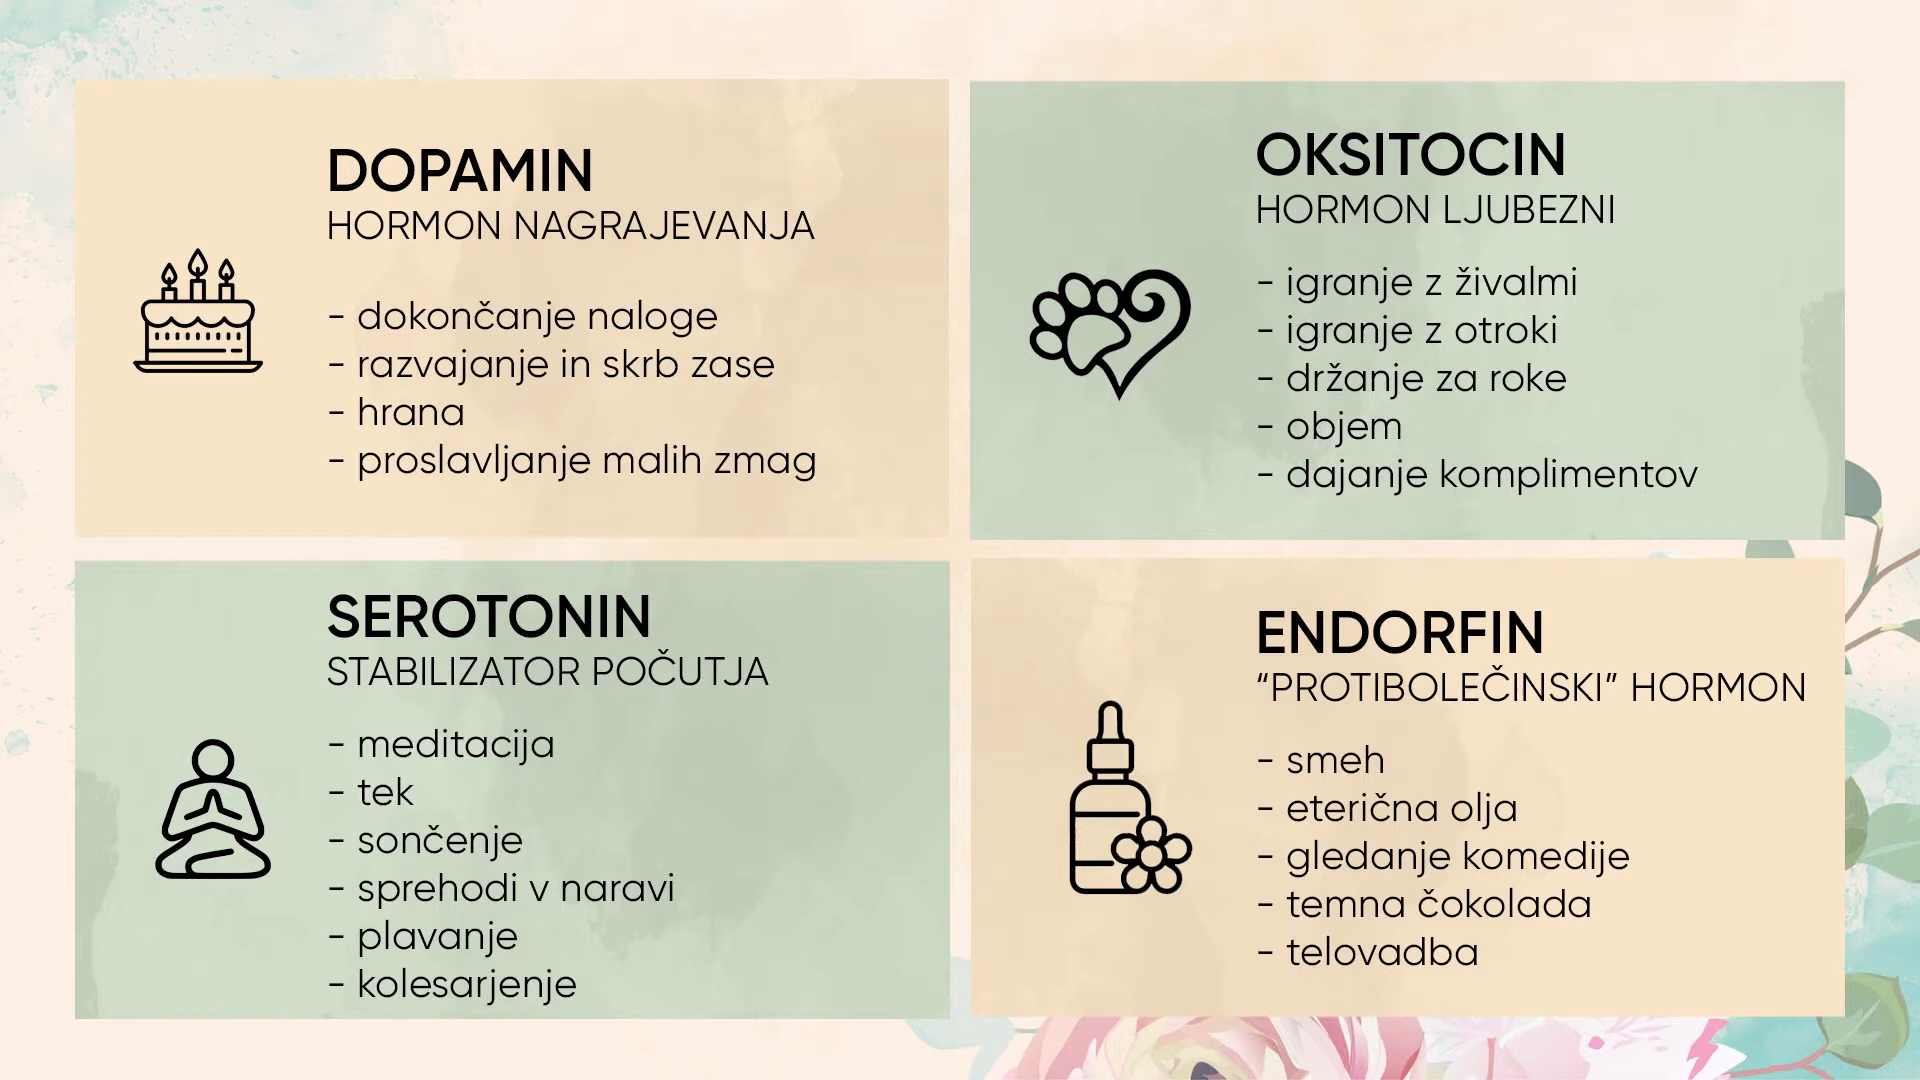 DOPAMIN
HORMON NAGRAJEVANJA
- dokončanje naloge
- razvajanje in skrb zase
- hrana
- proslavljanje malih zmag
OKSITOCIN
HORMON LJUBEZNI
- igranje z živalmi
- igranje z otroki
- držanje za roke
- objem
- dajanje komplimentov
SEROTONIN
STABILIZATOR POČUTJA
- meditacija
- tek
- sončenje
- sprehodi v naravi
- plavanje
- kolesarjenje
ENDORFIN
“PROTIBOLEČINSKI” HORMON
- smeh
- eterična olja
- gledanje komedije
- temna čokolada
- telovadba